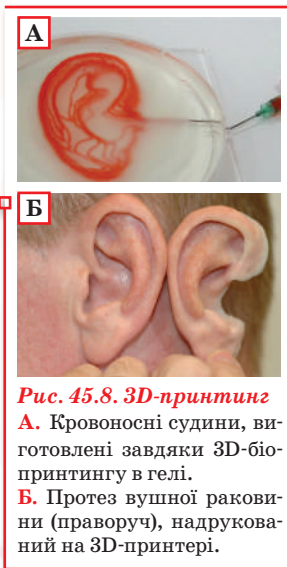 А
Б
Рис. 45.8. 3D-принтинг
А. Кровоносні судини, ви-
готовлені завдяки 3D-біо-
принтингу в гелі.
Б. Протез вушної ракови-
ни (праворуч), надрукова-
ний на 3D-принтері.